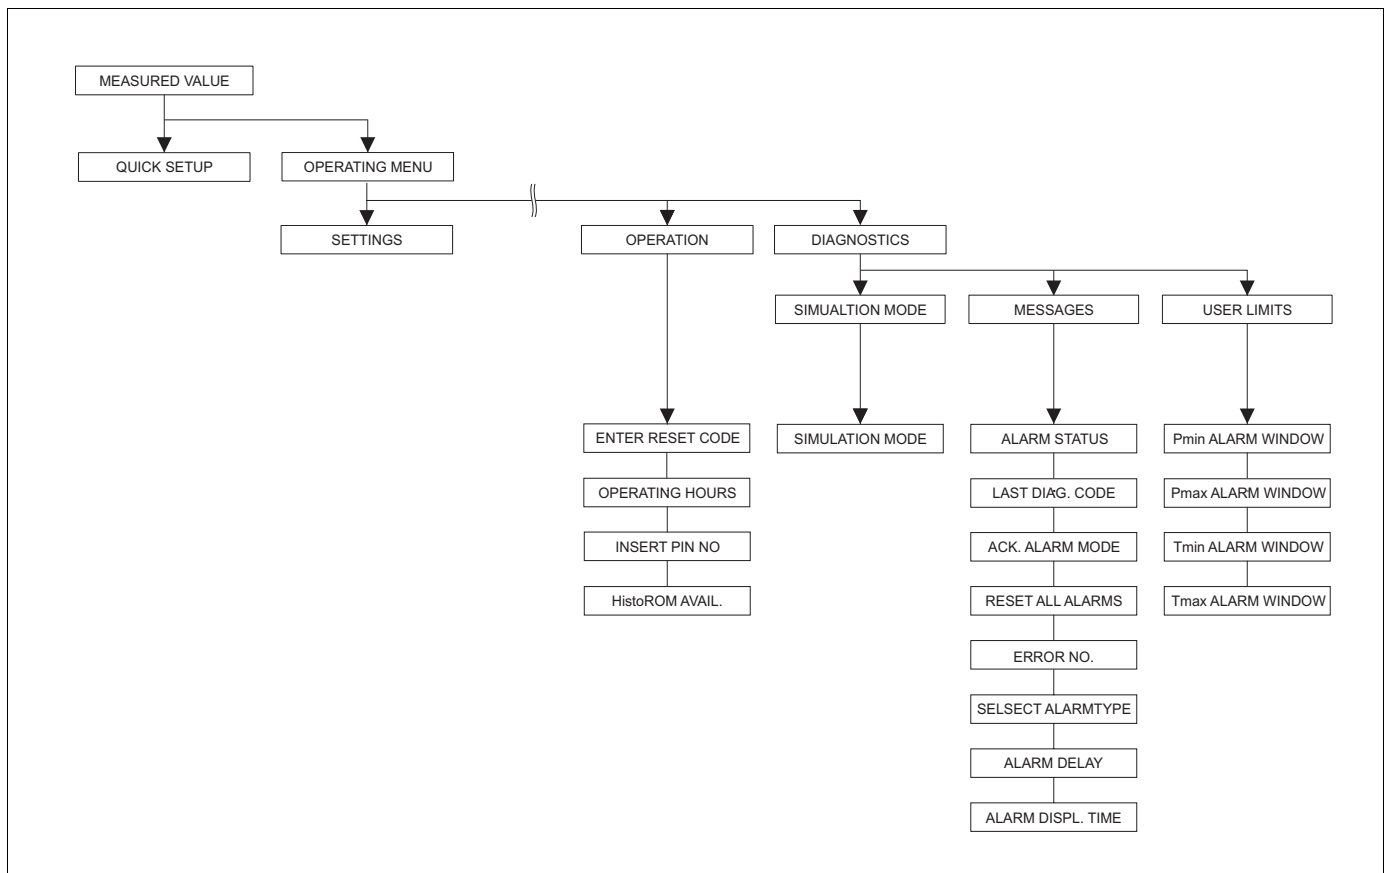 MEASURED VALUE
QUICK SETUP
OPERATING MENU
SETTINGS
OPERATION
DIAGNOSTICS
SIMUALTION MODE
MESSAGES
USER LIMITS
ENTER RESET CODE
SIMULATION MODE
ALARM STATUS
Pmin ALARM WINDOW
OPERATING HOURS
LAST DIAG. CODE
Pmax ALARM WINDOW
INSERT PIN NO
ACK. ALARM MODE
Tmin ALARM WINDOW
HistoROM AVAIL.
RESET ALL ALARMS
Tmax ALARM WINDOW
ERROR NO.
SELSECT ALARMTYPE
ALARM DELAY
ALARM DISPL. TIME